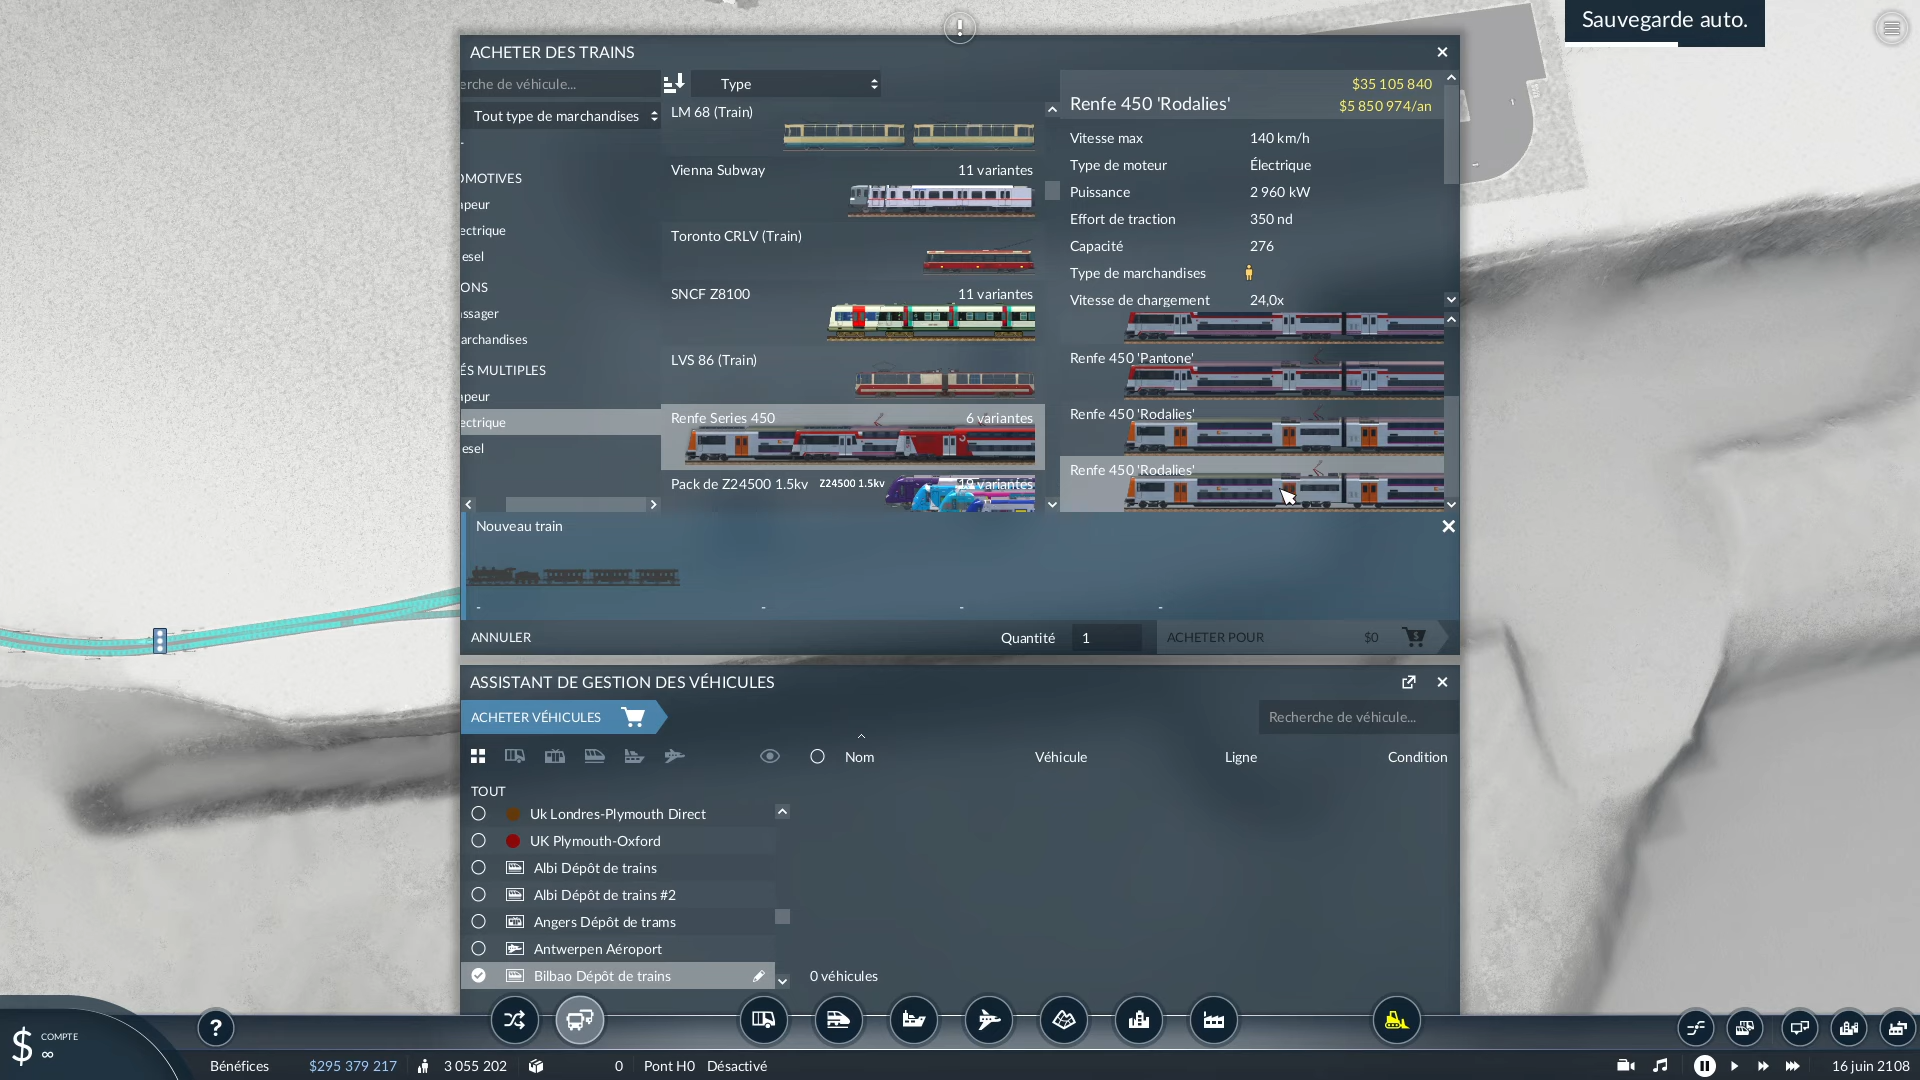 Sauvegarde auto.
ACHETER DES TRAINS
erche de véhicule...
Type
Tout type de marchandises
OMOTIVES
apeur
ectrique
esel
ONS
assager
archandises
ÉS MULTIPLES
apeur
ectrique
esel
LM 68 (Train)
Vienna Subway 11 variantes
Toronto CRLV (Train)
SNCF Z8100 11 variantes
LVS 86 (Train)
Renfe Series 450 6 variantes
Pack de Z24500 1.5kv Z24500 1.5kv 19 variantes
$35 105 840
Renfe 450 'Rodalies' $5 850 974/an
Vitesse max 140 km/h
Type de moteur Électrique
Puissance 2 960 kW
Effort de traction 350 nd
Capacité 276
Type de marchandises
Vitesse de chargement 24,0x
Renfe 450 'Pantone'
Renfe 450 'Rodalies'
Renfe 450 'Rodalies'
Nouveau train
- - - -
ANNULER Quantité 1 ACHETER POUR $0
ASSISTANT DE GESTION DES VÉHICULES
ACHETER VÉHICULES Recherche de véhicule...
Nom Véhicule Ligne Condition
TOUT
Uk Londres-Plymouth Direct
UK Plymouth-Oxford
Albi Dépôt de trains
Albi Dépôt de trains #2
Angers Dépôt de trams
Antwerpen Aéroport
Bilbao Dépôt de trains 0 véhicules
$ COMPTE
∞
?
Bénéfices $295 379 217 3 055 202 0 Pont H0 Désactivé 16 juin 2108